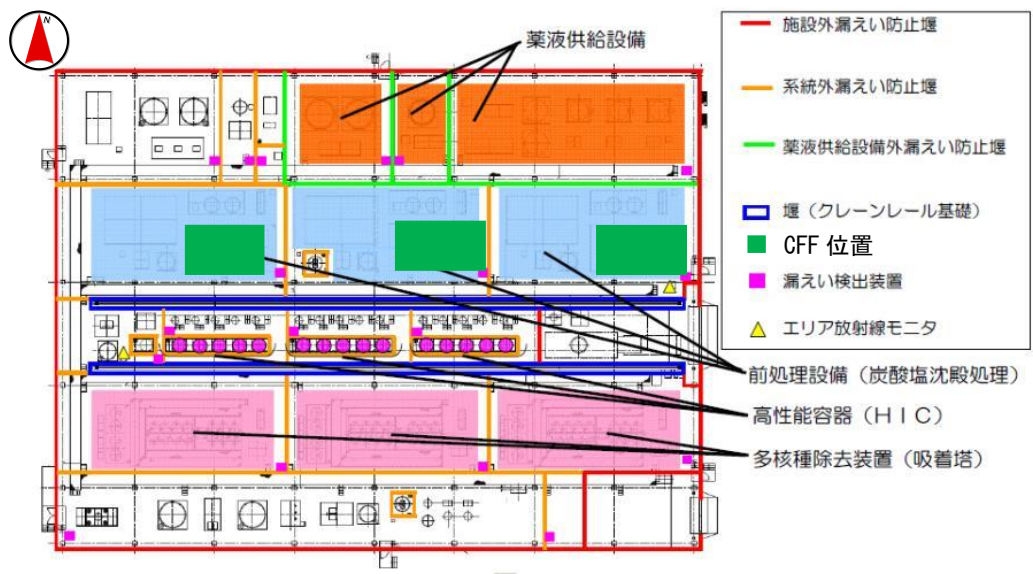 N
薬液供給設備
施設外漏えい防止堰
系統外漏えい防止堰
薬液供給設備外漏えい防止堰
堰（クレーンレール基礎）
CFF 位置
漏えい検出装置
エリア放射線モニタ
前処理設備（炭酸塩沈殿処理）
高性能容器（ＨＩＣ）
多核種除去装置（吸着塔）